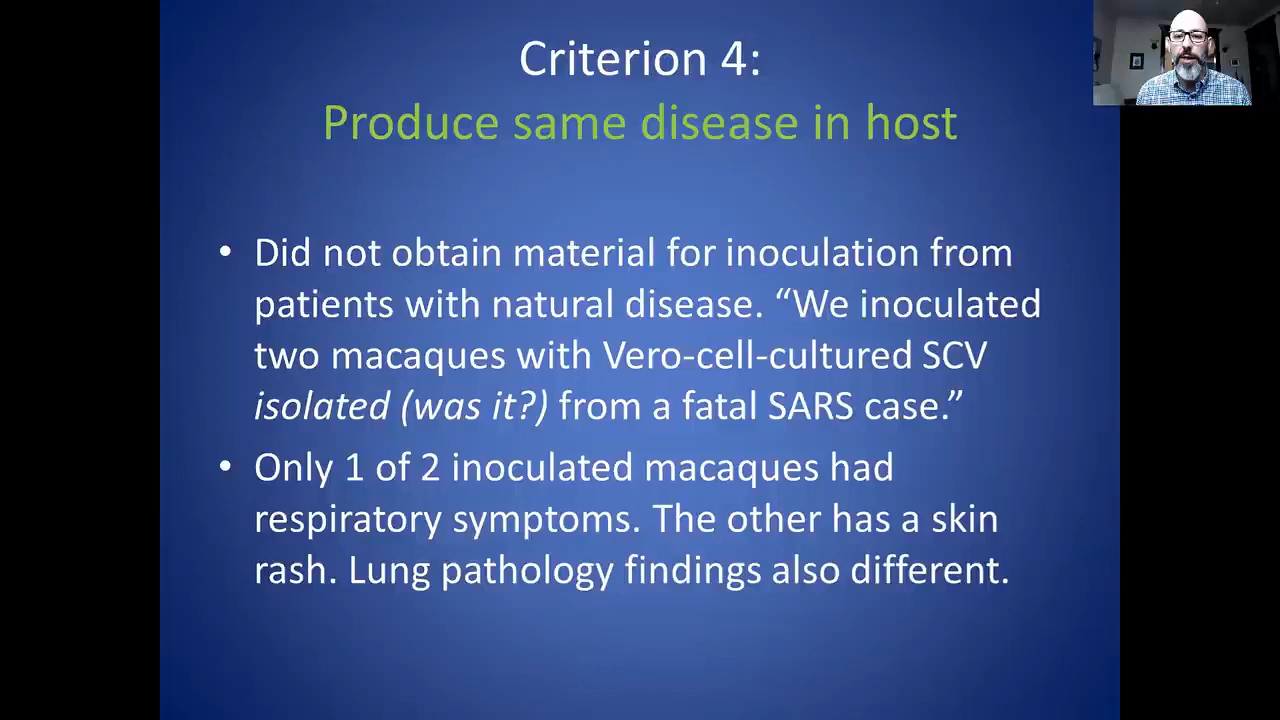 Criterion 4:
Produce same disease in host
• Did not obtain material for inoculation from
patients with natural disease. “We inoculated
two macaques with Vero-cell-cultured SCV
isolated (was it?) from a fatal SARS case.”
• Only 1 of 2 inoculated macaques had
respiratory symptoms. The other has a skin
rash. Lung pathology findings also different.